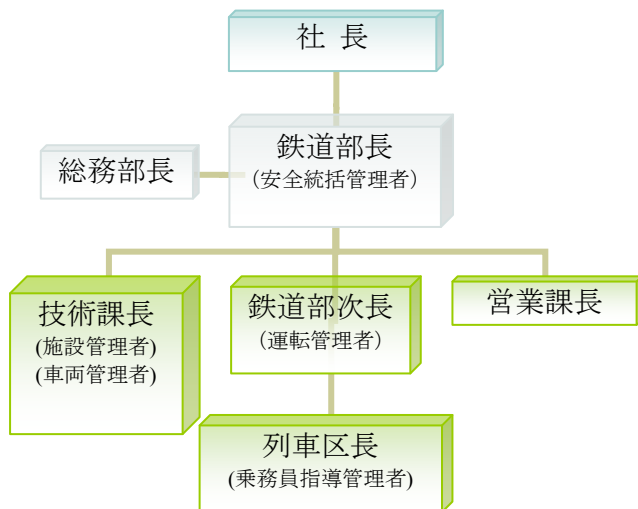 社 長
鉄道部長
（安全統括管理者）
総務部長
技術課長
(施設管理者)
(車両管理者)
鉄道部次長
（運転管理者）
営業課長
列車区長
(乗務員指導管理者)